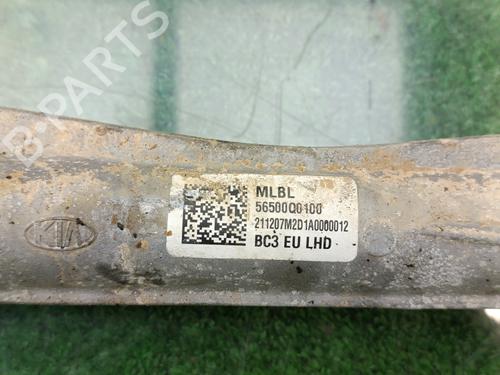 B-PARTS
KIA
MLBL
56500Q0100
211207M2D1A0000012
BC3 EU LHD